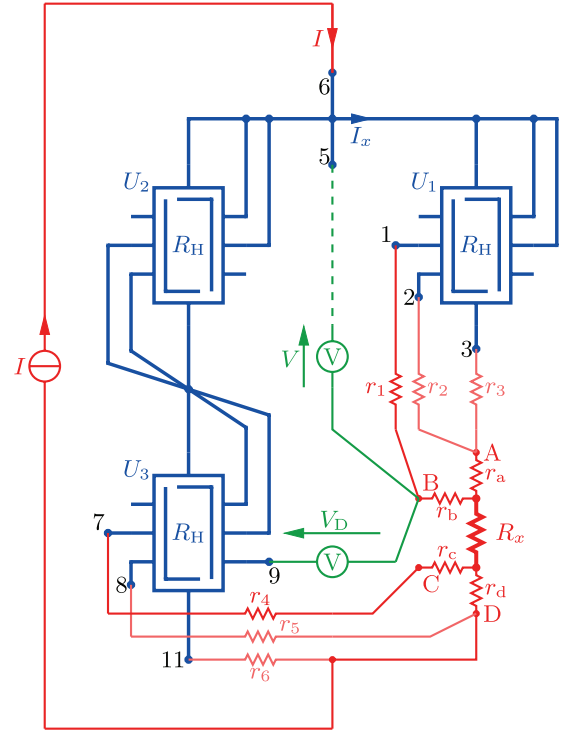 I
6
I_x
5
U_2
U_1
R_H
R_H
1
2
3
I
V
V
r_1
r_2
r_3
A
r_a
U_3
B
r_b
7
R_H
V_D
R_x
r_c
8
9
V
C
r_d
r_4
D
r_5
11
r_6